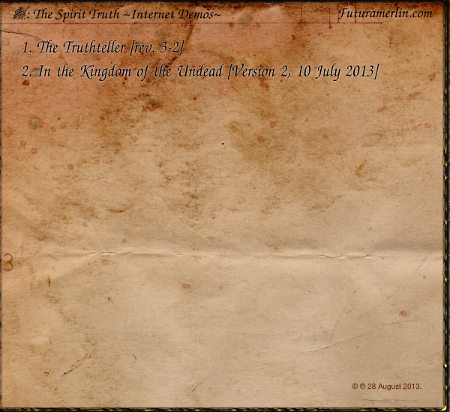 : The Spirit Truth ~Internet Demos~ Futuramerlin.com
1. The Truthteller [rev. 3-2]
2. In the Kingdom of the Undead [Version 2, 10 July 2013]
© ℗ 28 August 2013.